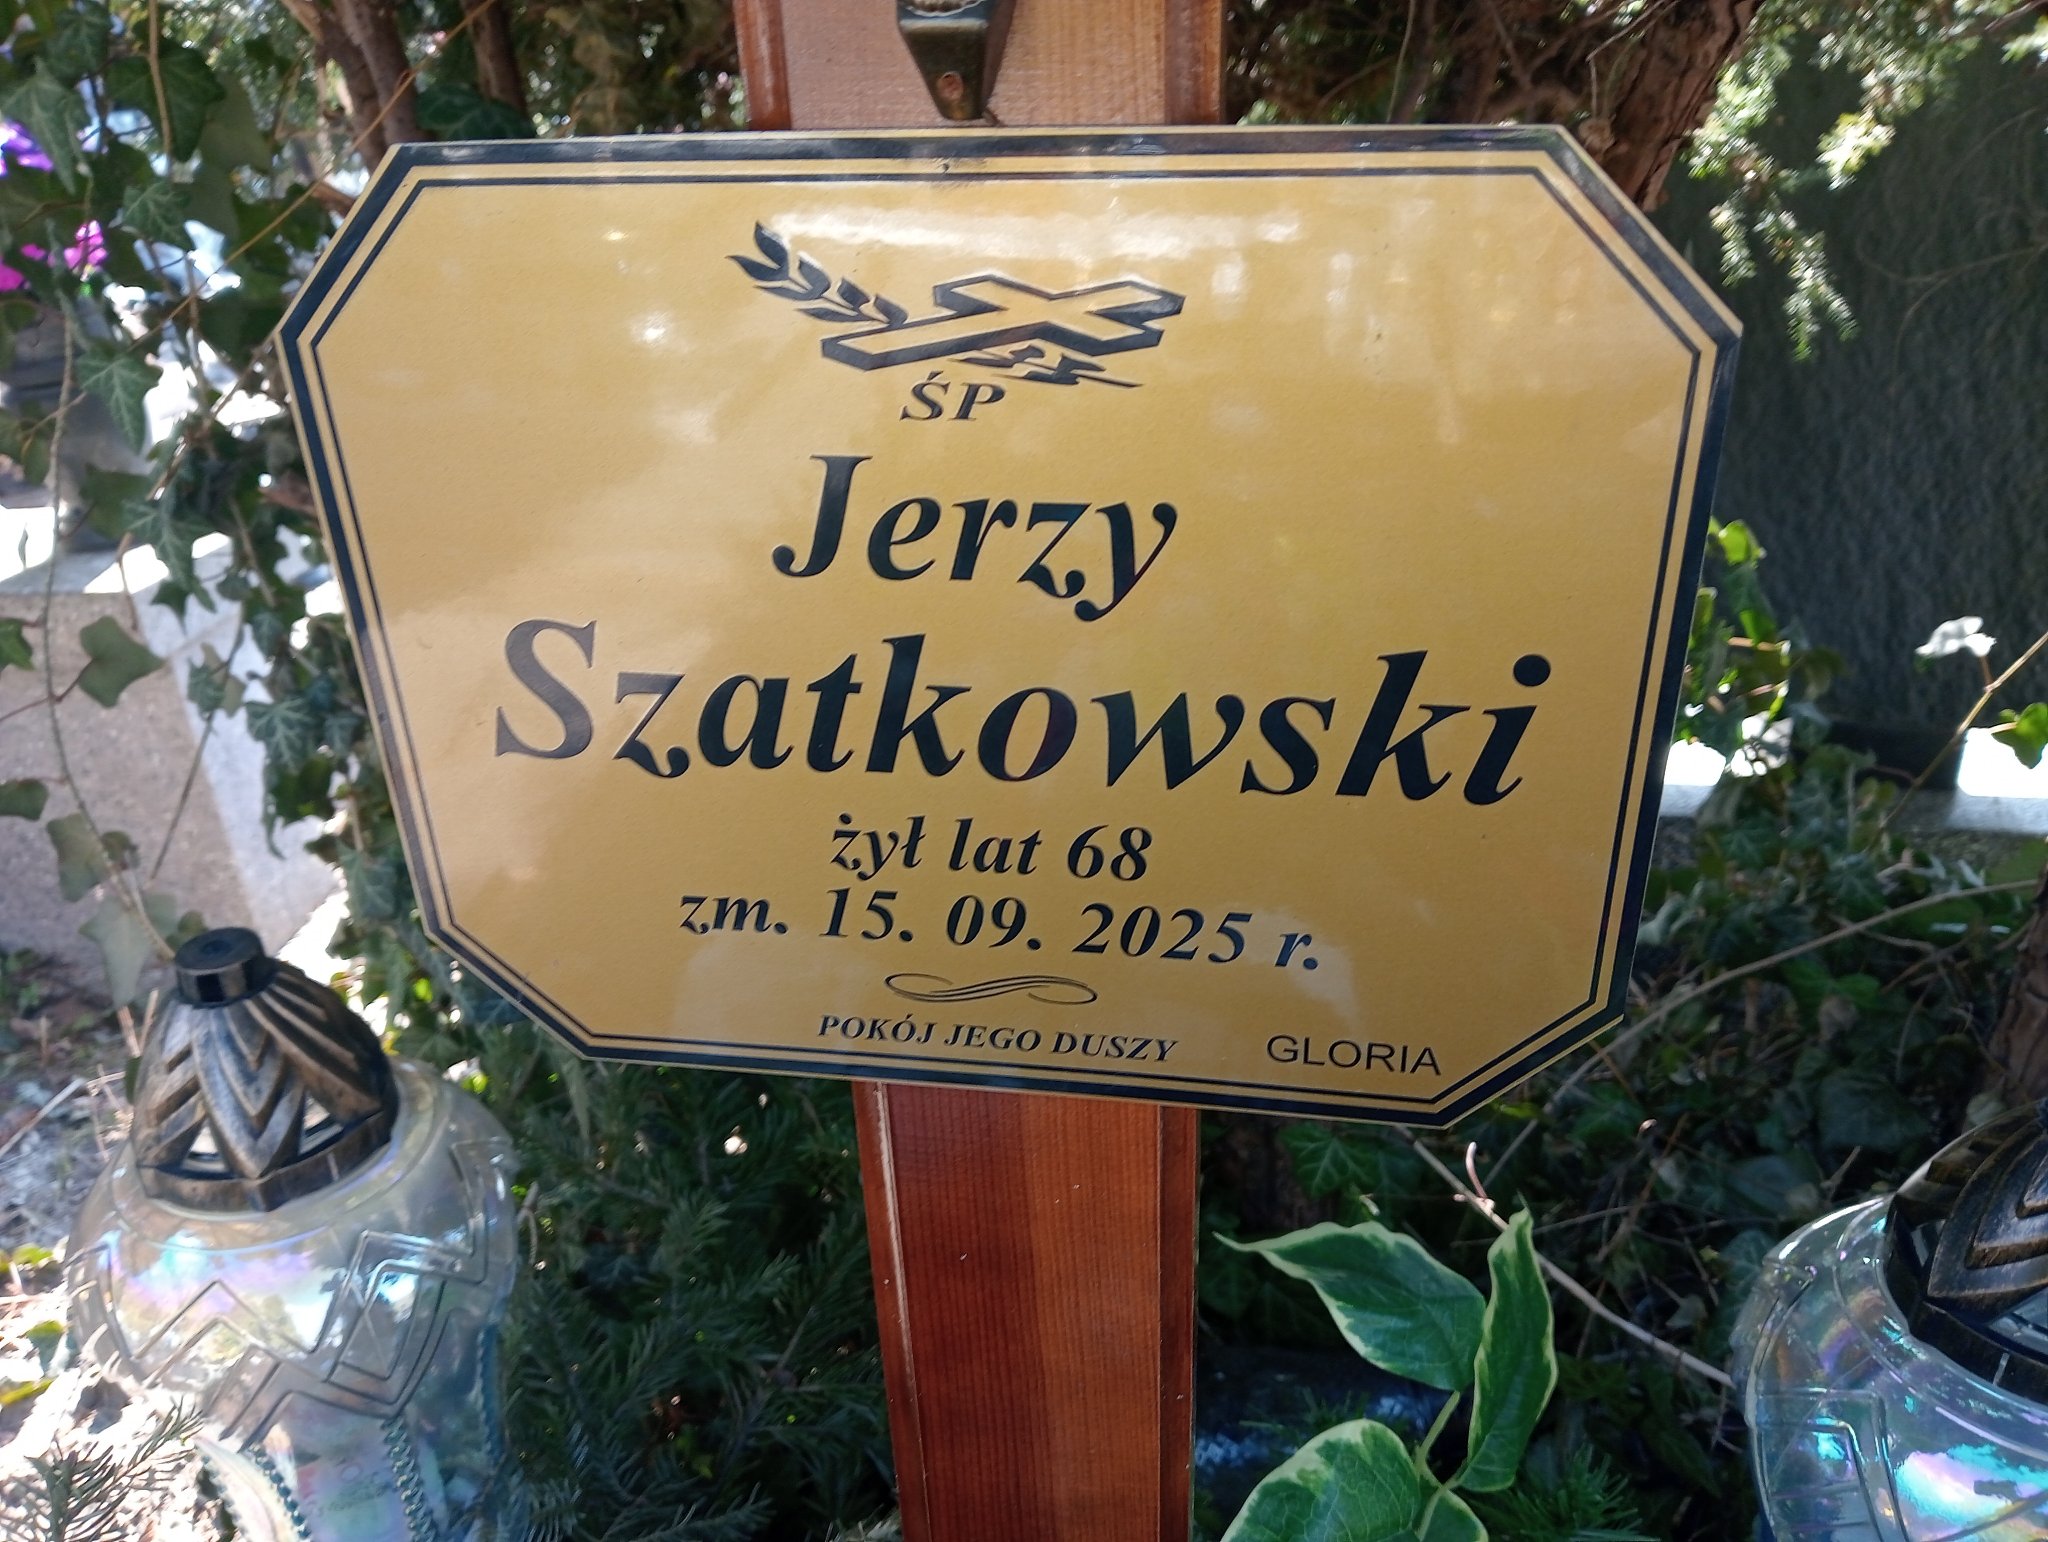 ŚP
Jerzy
Szatkowski
żył lat 68
zm. 15. 09. 2025 r.
POKÓJ JEGO DUSZY
GLORIA